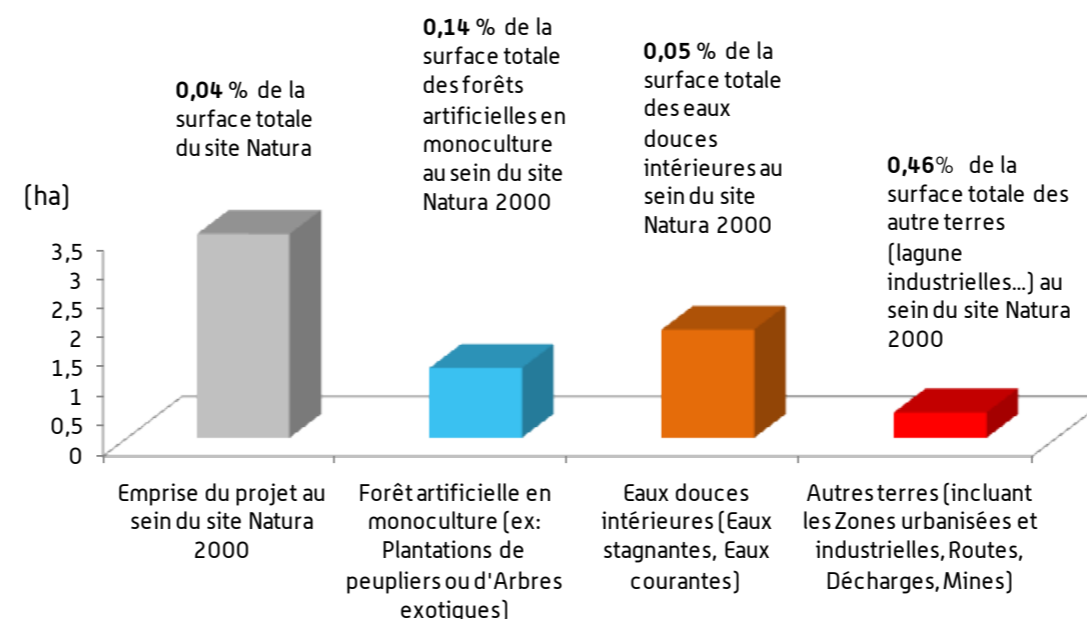 0,04 % de la
surface totale
du site Natura
0,14 % de la
surface totale
des forêts
artificielles en
monoculture
au sein du site
Natura 2000
0,05 % de la
surface totale
des eaux
douces
intérieures au
sein du site
Natura 2000
0,46% de la
surface totale des
autre terres
(lagune
industrielles...) au
sein du site Natura
2000
(ha)
3,5
3
2,5
2
1,5
1
0,5
0
Emprise du projet au
sein du site Natura
2000
Forêt artificielle en
monoculture (ex:
Plantations de
peupliers ou d'Arbres
exotiques)
Eaux douces
intérieures (Eaux
stagnantes, Eaux
courantes)
Autres terres (incluant
les Zones urbanisées et
industrielles, Routes,
Décharges, Mines)